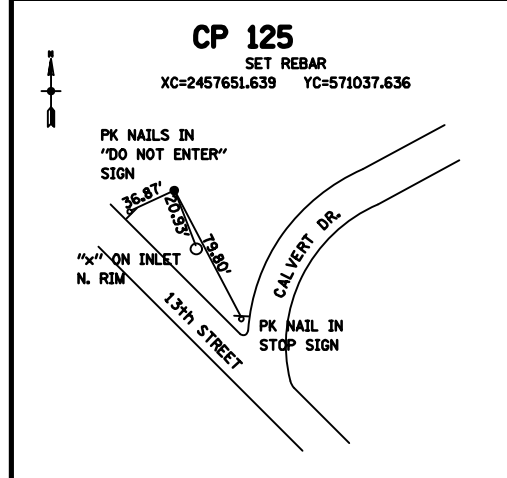 CP 125
SET REBAR
XC=2457651.639 YC=571037.636
N
PK NAILS IN
"DO NOT ENTER"
SIGN
36.87'
20.93'
79.80'
"x" ON INLET
N. RIM
CALVERT DR.
13th STREET
PK NAIL IN
STOP SIGN